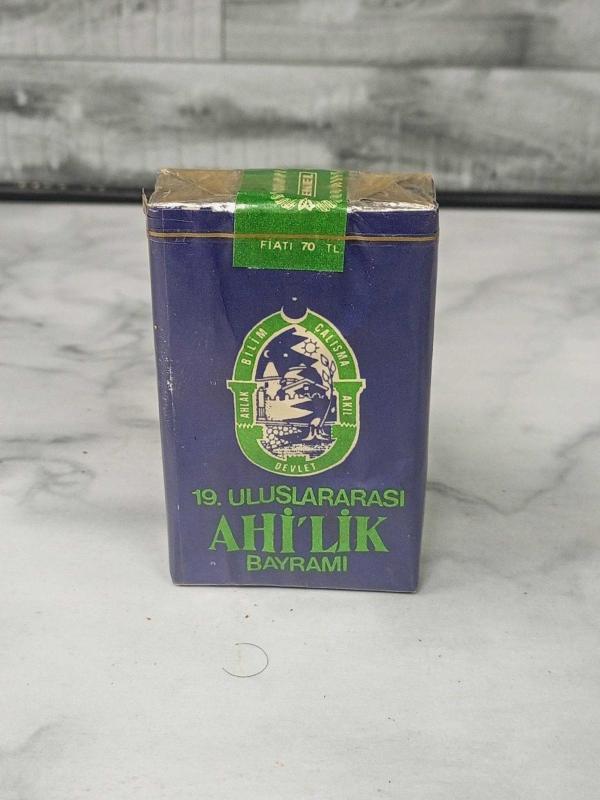 FİATI 70 TL
BİLİM
ÇALIŞMA
AHLAK
AKIL
DEVLET
19. ULUSLARARASI
AHİ'LİK
BAYRAMI